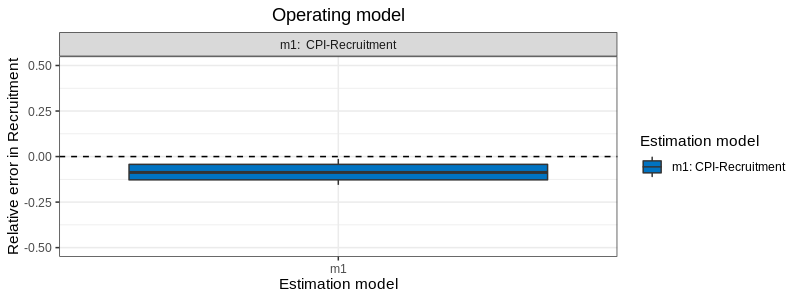 Operating model
m1: CPI-Recruitment
Relative error in Recruitment
0.50
0.25
0.00
-0.25
-0.50
m1
Estimation model
Estimation model
m1: CPI-Recruitment